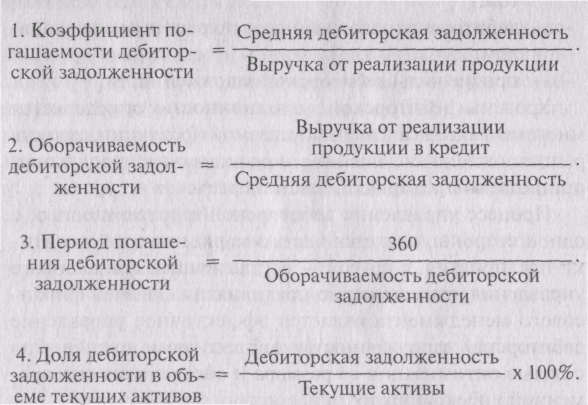 1. Коэффициент по-
гашаемости дебитор-
ской задолженности
=
Средняя дебиторская задолженность
Выручка от реализации продукции
.
2. Оборачиваемость
дебиторской задол-
женности
=
Выручка от реализации
продукции в кредит
Средняя дебиторская задолженность
.
3. Период погаше-
ния дебиторской
задолженности
=
360
Оборачиваемость дебиторской
задолженности
4. Доля дебиторской
задолженности в объ-
еме текущих активов
=
Дебиторская задолженность
Текущие активы
х 100%.